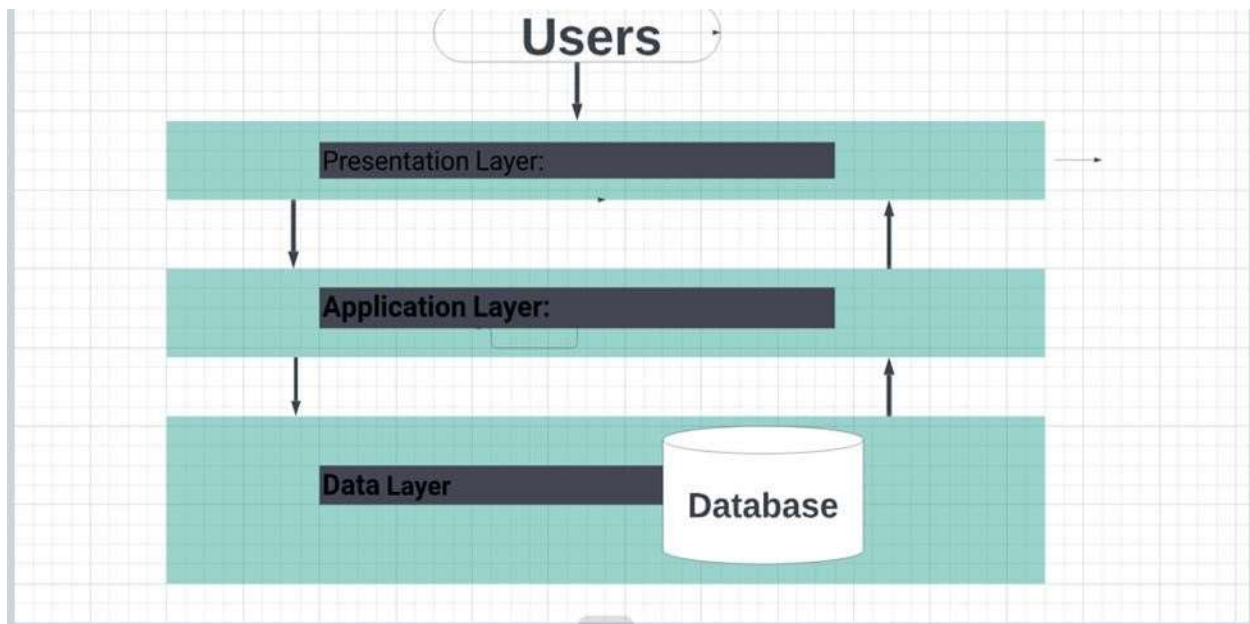 Users
Presentation Layer:
Application Layer:
Data Layer
Database